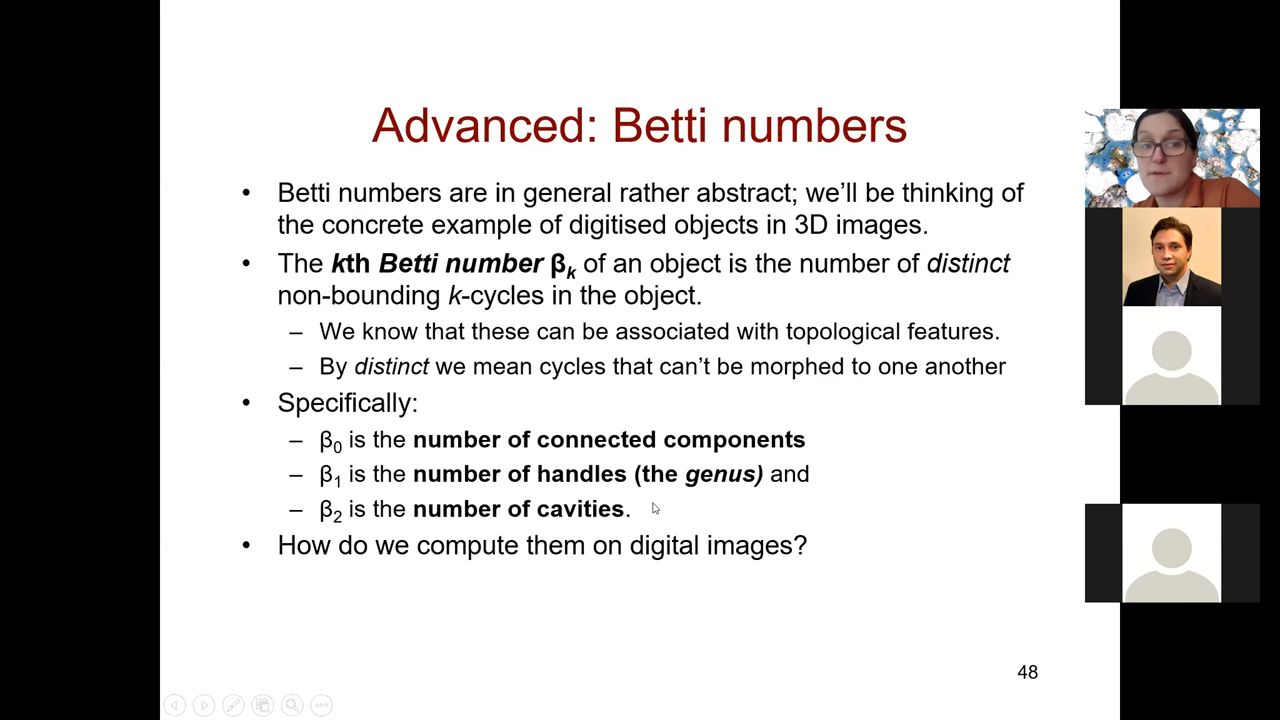 Advanced: Betti numbers
• Betti numbers are in general rather abstract; we’ll be thinking of
the concrete example of digitised objects in 3D images.
• The kth Betti number βk of an object is the number of distinct
non-bounding k-cycles in the object.
– We know that these can be associated with topological features.
– By distinct we mean cycles that can’t be morphed to one another
• Specifically:
– β0 is the number of connected components
– β1 is the number of handles (the genus) and
– β2 is the number of cavities.
• How do we compute them on digital images?
48